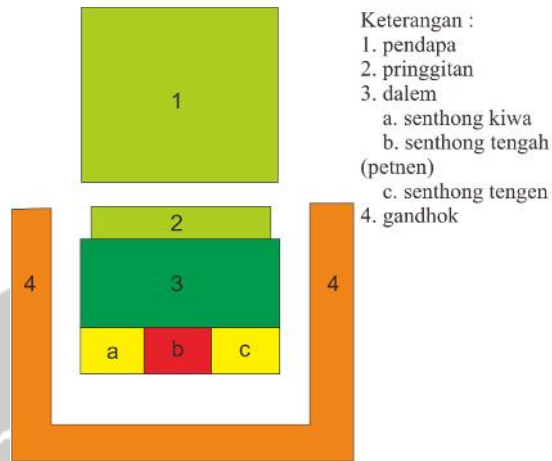 Keterangan :
1. pendapa
2. pringgitan
3. dalem
a. senthong kiwa
b. senthong tengah
(petnen)
c. senthong tengen
4. gandhok
1
2
4
3
4
a
b
c